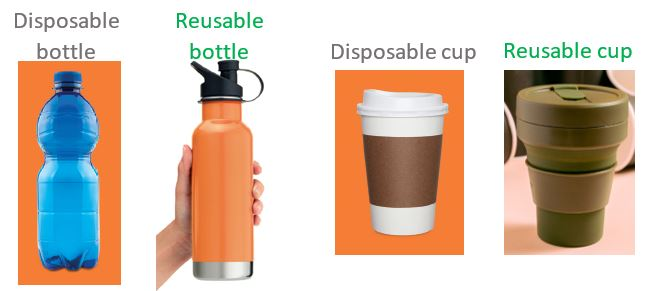 Disposable
bottle
Reusable
bottle
Disposable cup
Reusable cup